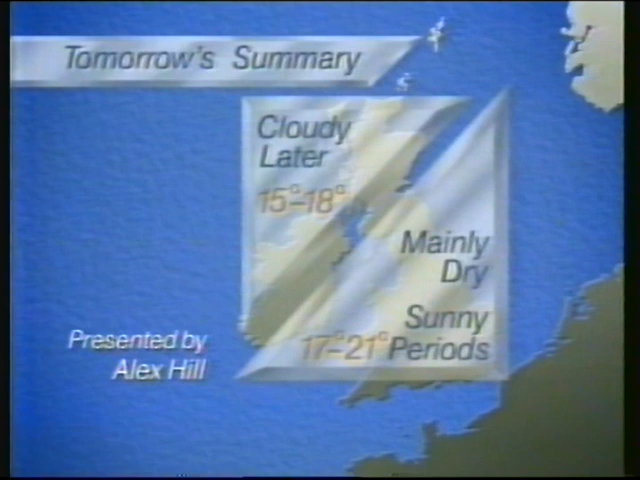 Tomorrow's Summary
Cloudy
Later
15°-18°
Mainly
Dry
Sunny
17°-21° Periods
Presented by
Alex Hill